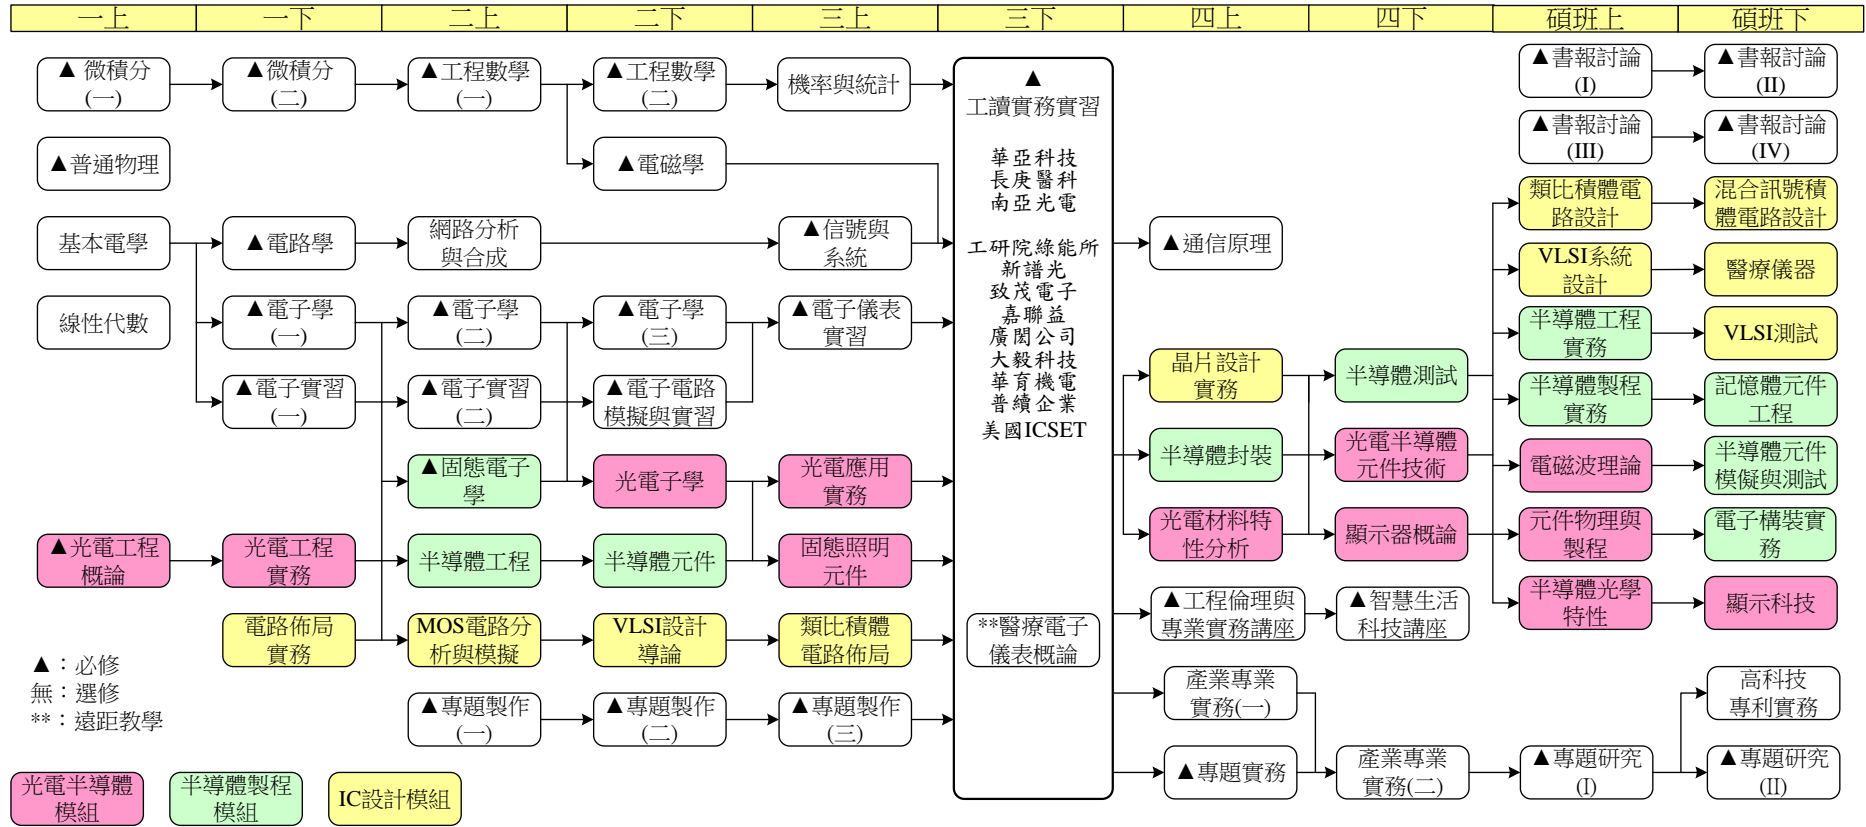 一上
一下
二上
二下
三上
三下
四上
四下
碩班上
碩班下
▲微積分
(一)
▲微積分
(二)
▲工程數學
(一)
▲工程數學
(二)
機率與統計
▲普通物理
▲電磁學
基本電學
▲電路學
網路分析
與合成
▲信號與
系統
線性代數
▲電子學
(一)
▲電子學
(二)
▲電子學
(三)
▲電子儀表
實習
▲電子實習
(一)
▲電子實習
(二)
▲電子電路
模擬與實習
▲固態電子
學
光電子學
光電應用
實務
▲光電工程
概論
光電工程
實務
半導體工程
半導體元件
固態照明
元件
電路佈局
實務
MOS電路分
析與模擬
VLSI設計
導論
類比積體
電路佈局
▲專題製作
(一)
▲專題製作
(二)
▲專題製作
(三)
▲
工讀實務實習
華亞科技
長庚醫科
南亞光電
工研院綠能所
新譜光
致茂電子
嘉聯益
廣閎公司
大毅科技
華育機電
普續企業
美國ICSET
**醫療電子
儀表概論
▲通信原理
晶片設計
實務
半導體測試
半導體封裝
光電半導體
元件技術
光電材料特
性分析
顯示器概論
▲工程倫理與
專業實務講座
▲智慧生活
科技講座
產業專業
實務(一)
▲專題實務
產業專業
實務(二)
▲書報討論
(I)
▲書報討論
(II)
▲書報討論
(III)
▲書報討論
(IV)
類比積體電
路設計
混合訊號積
體電路設計
VLSI系統
設計
醫療儀器
半導體工程
實務
VLSI測試
半導體製程
實務
記憶體元件
工程
電磁波理論
半導體元件
模儗與測試
元件物理與
製程
電子構裝實
務
半導體光學
特性
顯示科技
高科技
專利實務
▲專題研究
(I)
▲專題研究
(II)
▲：必修
無：選修
**：遠距教學
光電半導體
模組
半導體製程
模組
IC設計模組